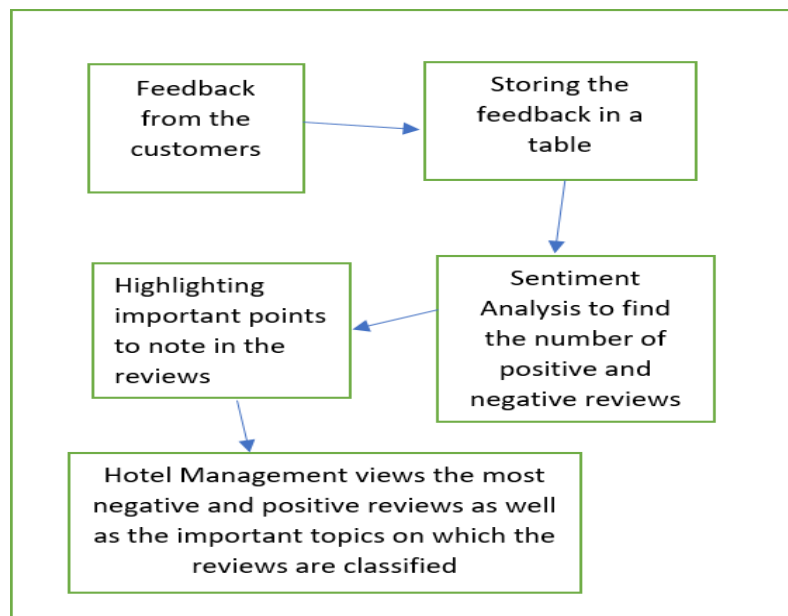 Feedback
from the
customers
Storing the
feedback in a
table
Sentiment
Analysis to find
the number of
positive and
negative reviews
Highlighting
important points
to note in the
reviews
Hotel Management views the most
negative and positive reviews as well
as the important topics on which the
reviews are classified